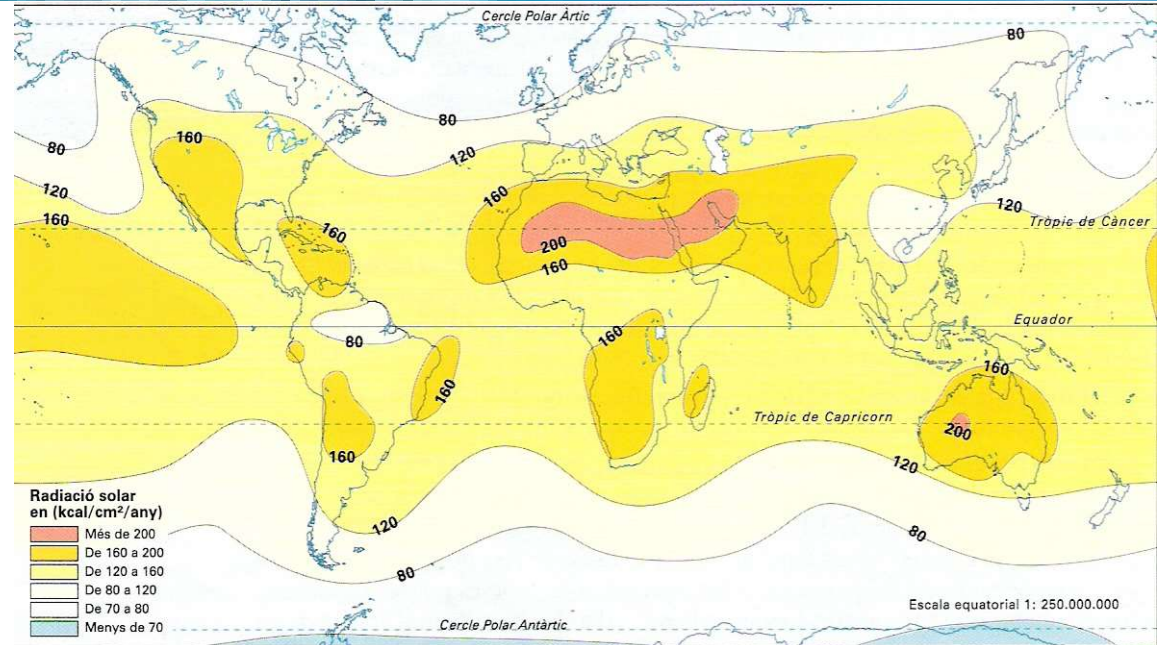 Cercle Polar Àrtic
80
80
80
160
120
120
160
160
120
Tròpic de Càncer
160
160
200
160
Equador
80
160
160
160
Tròpic de Capricorn
200
160
120
120
80
80
Radiació solar
en (kcal/cm²/any)
Més de 200
De 160 a 200
De 120 a 160
De 80 a 120
De 70 a 80
Menys de 70
Escala equatorial 1: 250.000.000
Cercle Polar Antàrtic